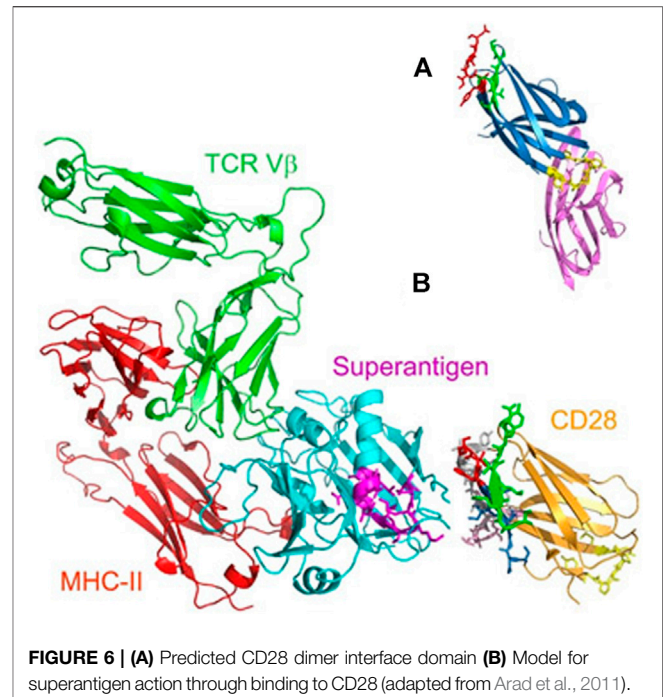 A
TCR Vβ
B
Superantigen
CD28
MHC-II
FIGURE 6 | (A) Predicted CD28 dimer interface domain (B) Model for
superantigen action through binding to CD28 (adapted from Arad et al., 2011).